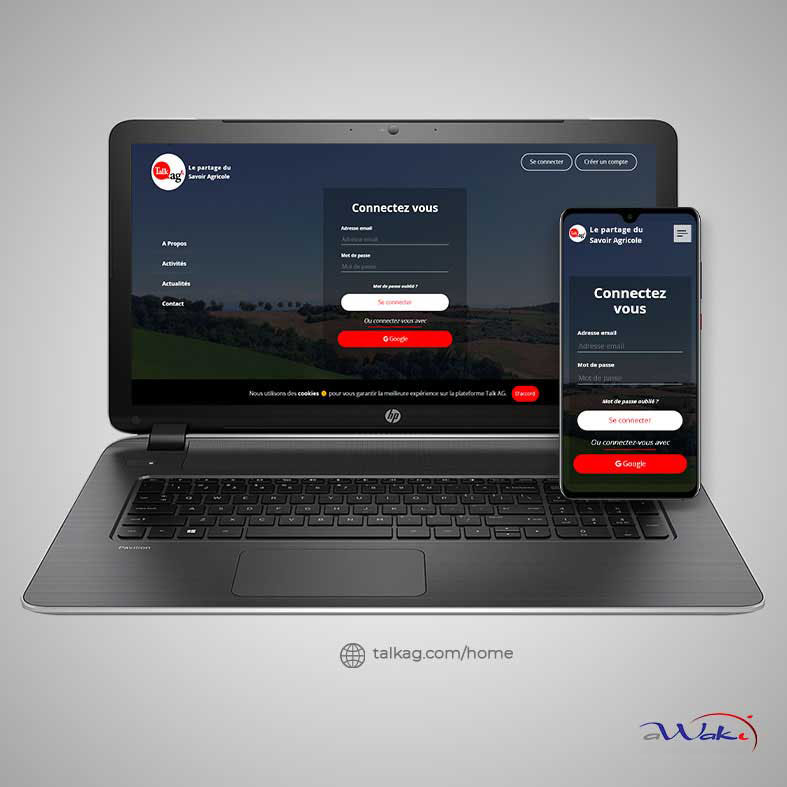 Talk ag
Le partage du
Savoir Agricole
Se connecter
Créer un compte
A Propos
Activités
Actualités
Contact
Connectez vous
Adresse email
Adresse email
Mot de passe
Mot de passe
Mot de passe oublié ?
Se connecter
Ou connectez-vous avec
G Google
Nous utilisons des cookies pour vous garantir la meilleure expérience sur la plateforme Talk AG.
D'accord
hp
Pavilion
Talk ag
Le partage du
Savoir Agricole
Connectez
vous
Adresse email
Adresse email
Mot de passe
Mot de passe
Mot de passe oublié ?
Se connecter
Ou connectez-vous avec
G Google
talkag.com/home
aWaki